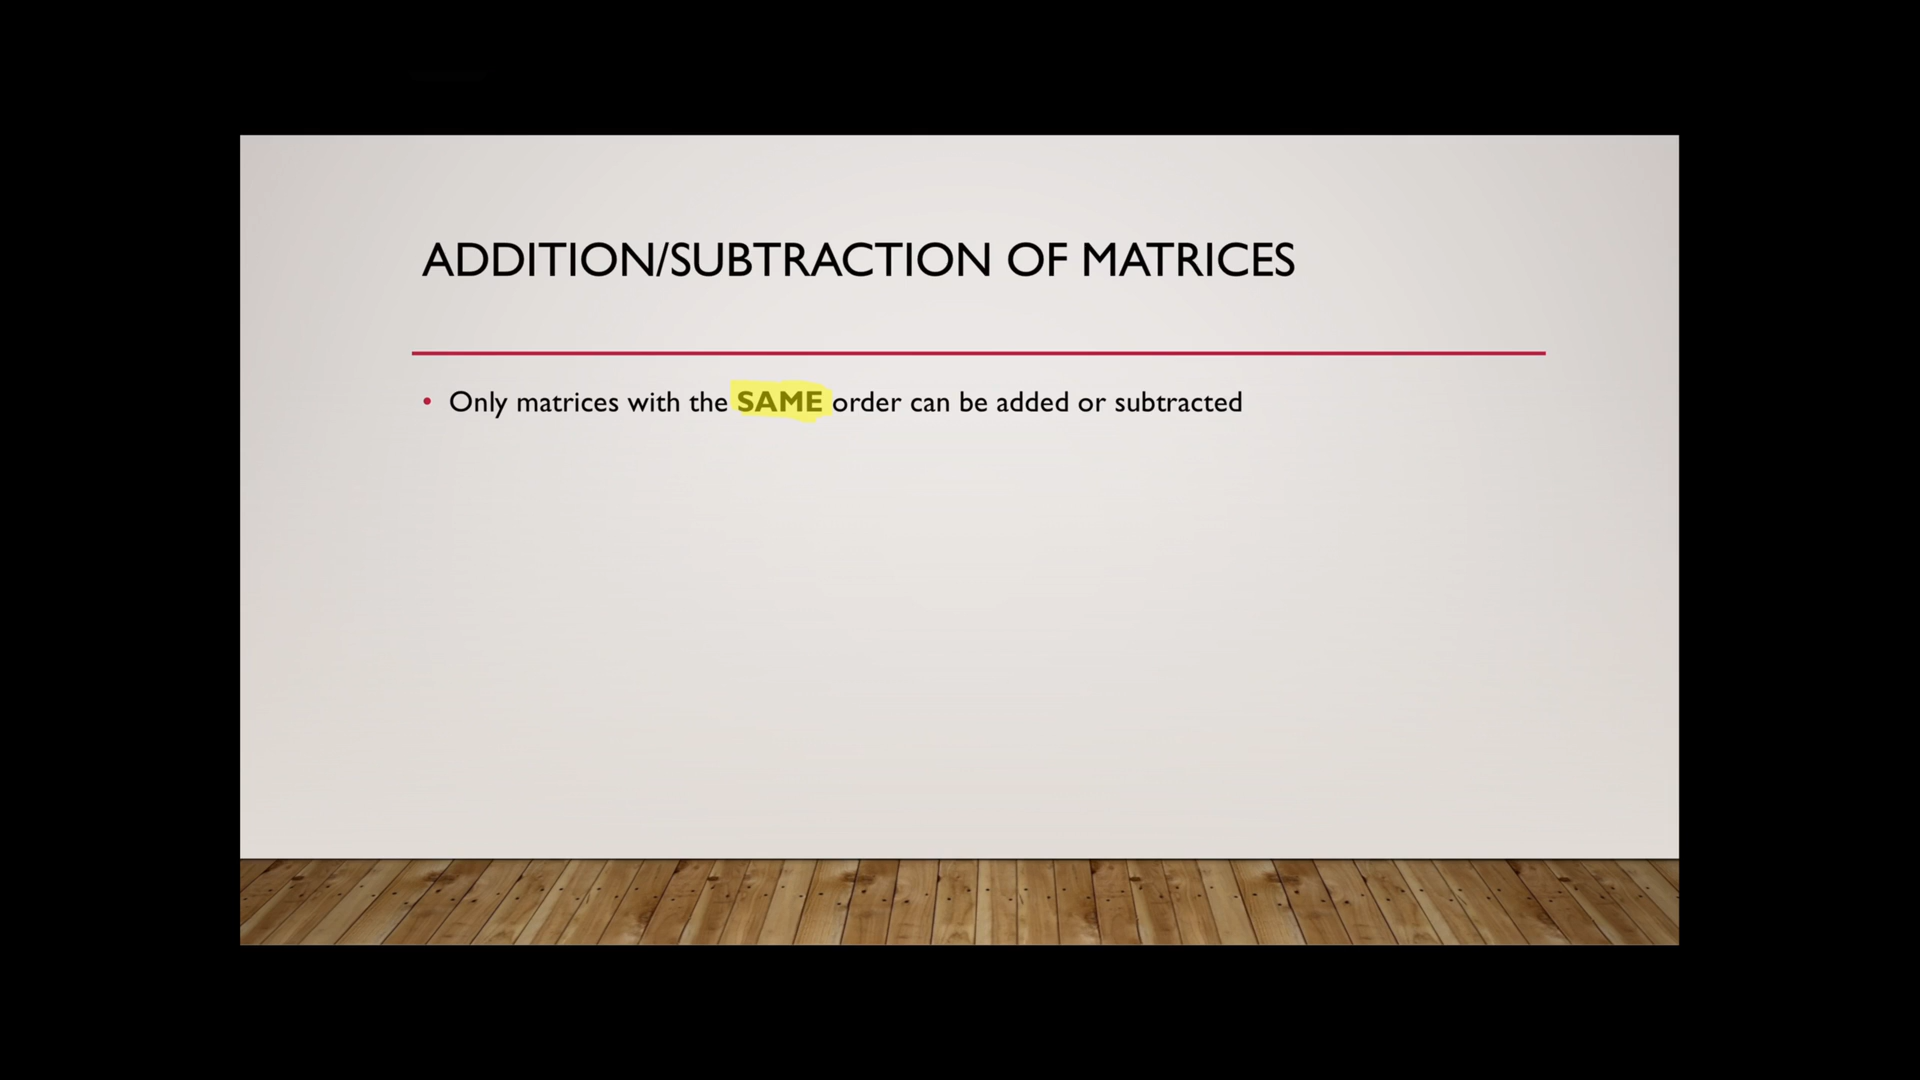 ADDITION/SUBTRACTION OF MATRICES
• Only matrices with the SAME order can be added or subtracted